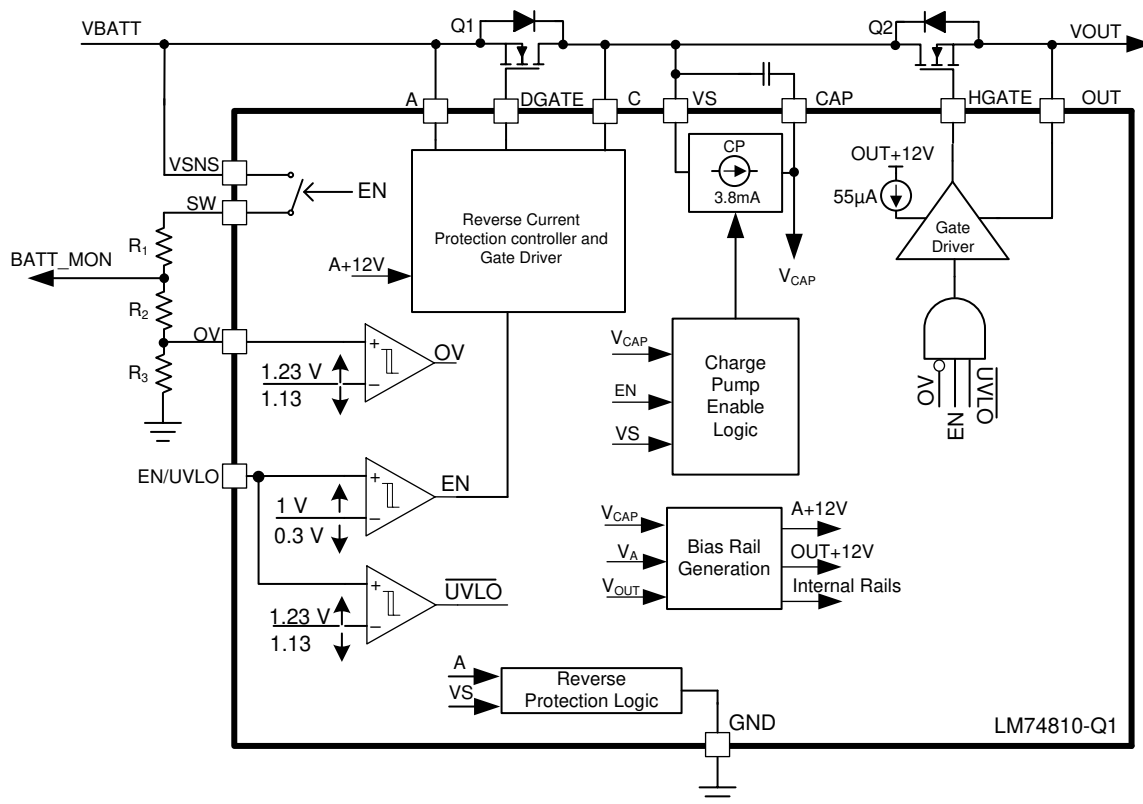 VBATT
Q1
Q2
VOUT
A
DGATE
C
VS
CAP
HGATE
OUT
VSNS
SW
EN
R1
BATT_MON
R2
OV
R3
Reverse Current
Protection controller and
Gate Driver
A+12V
CP
3.8mA
VCAP
OUT+12V
55µA
Gate
Driver
OV
EN
UVLO
1.23 V
1.13
OV
VCAP
EN
VS
Charge
Pump
Enable
Logic
EN/UVLO
1 V
0.3 V
EN
1.23 V
1.13
UVLO
VCAP
VA
VOUT
Bias Rail
Generation
A+12V
OUT+12V
Internal Rails
A
VS
Reverse
Protection Logic
GND
LM74810-Q1